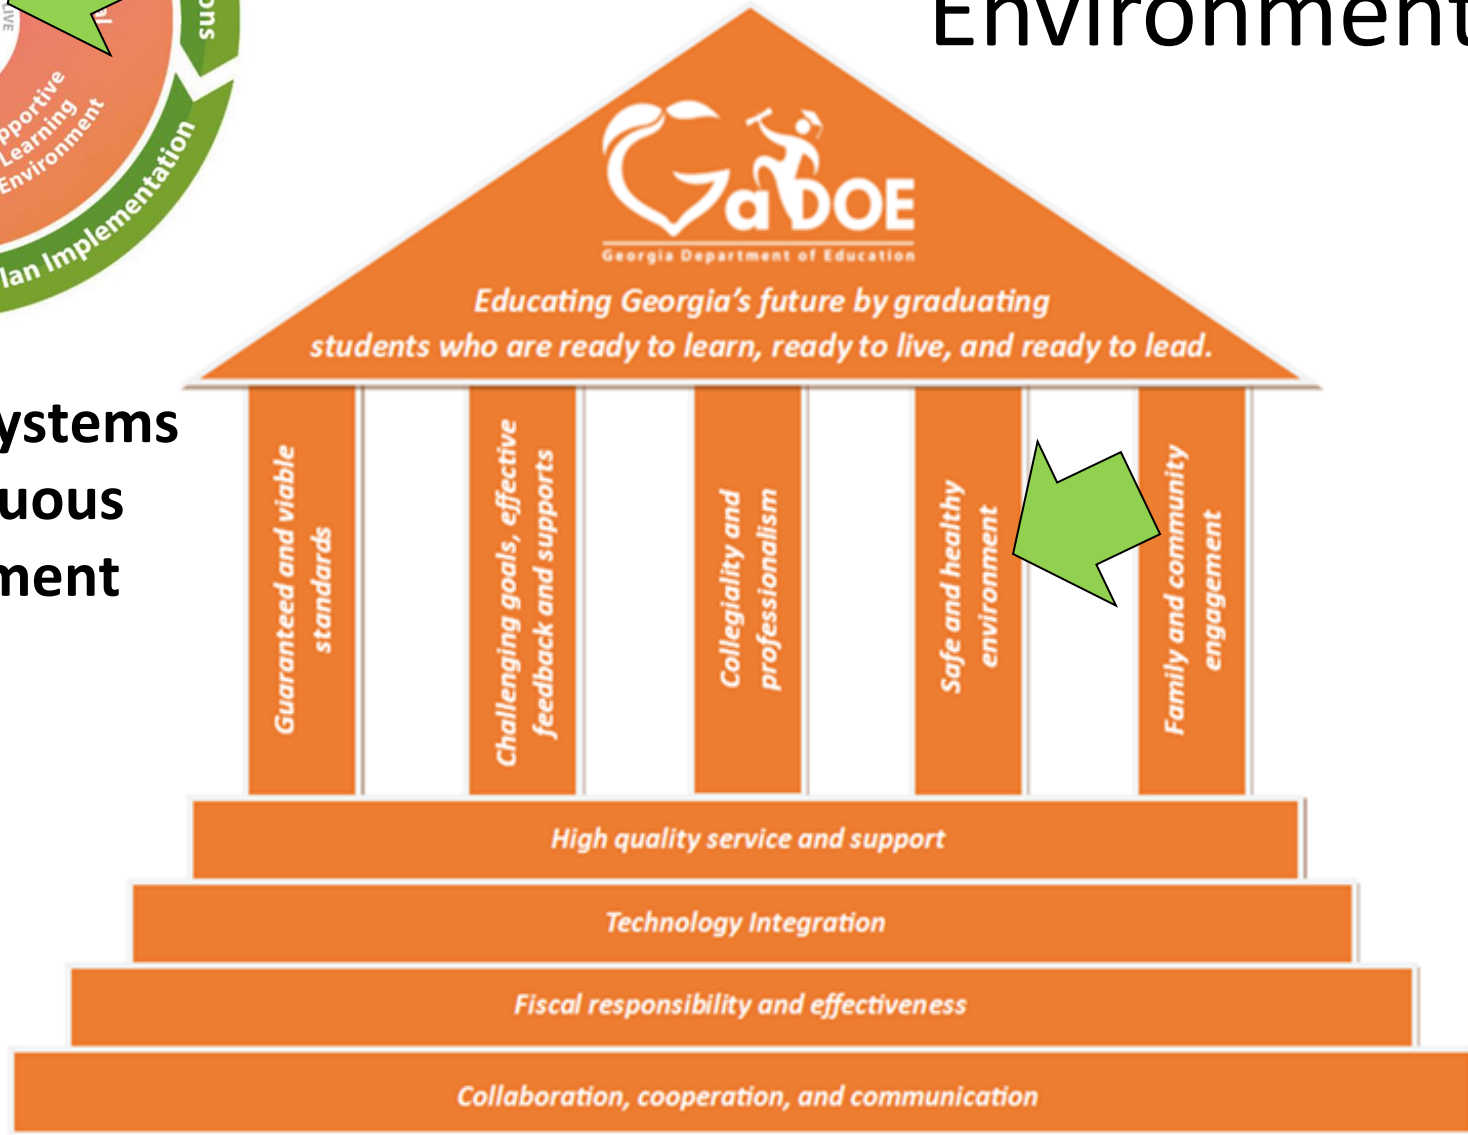 Environment
LIVE
pportive
Learning
Environment
lan Implementation
GaDOE
Georgia Department of Education
Educating Georgia's future by graduating
students who are ready to learn, ready to live, and ready to lead.
ystems
uous
ment
Guaranteed and viable
standards
Challenging goals, effective
feedback and supports
Collegiality and
professionalism
Safe and healthy
environment
Family and community
engagement
High quality service and support
Technology Integration
Fiscal responsibility and effectiveness
Collaboration, cooperation, and communication